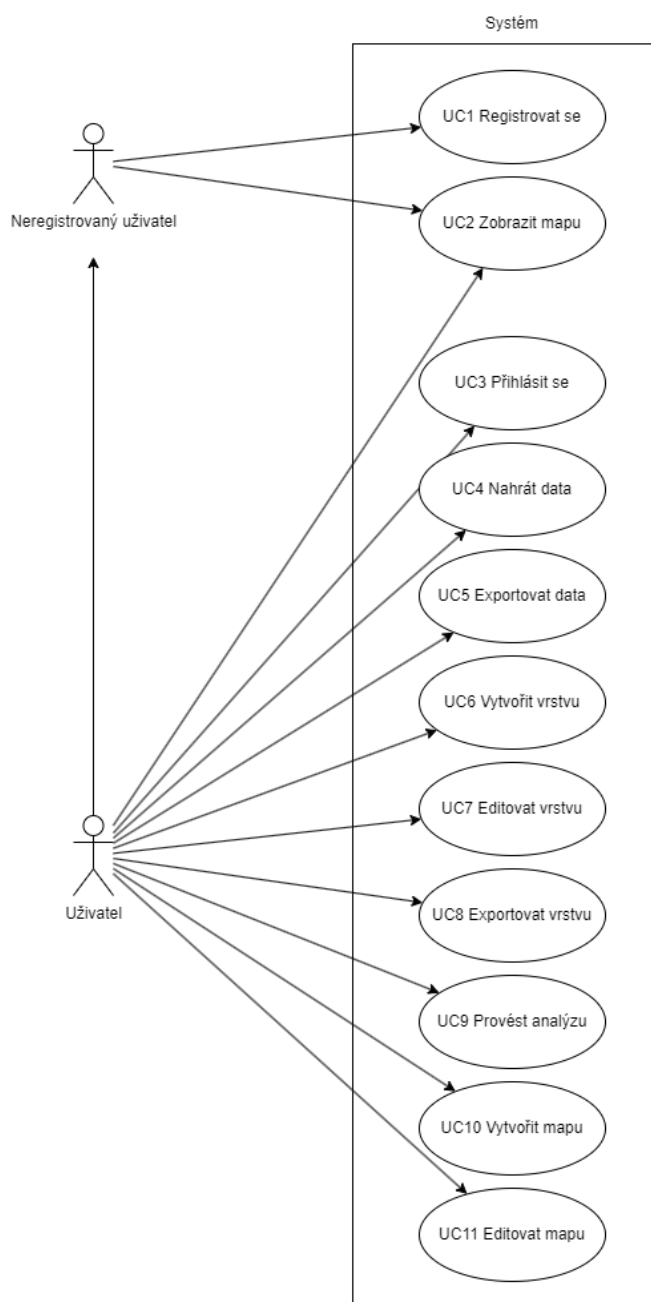 Systém
UC1 Registrovat se
Neregistrovaný uživatel
UC2 Zobrazit mapu
UC3 Přihlásit se
UC4 Nahrát data
UC5 Exportovat data
UC6 Vytvořit vrstvu
UC7 Editovat vrstvu
UC8 Exportovat vrstvu
Uživatel
UC9 Provést analýzu
UC10 Vytvořit mapu
UC11 Editovat mapu